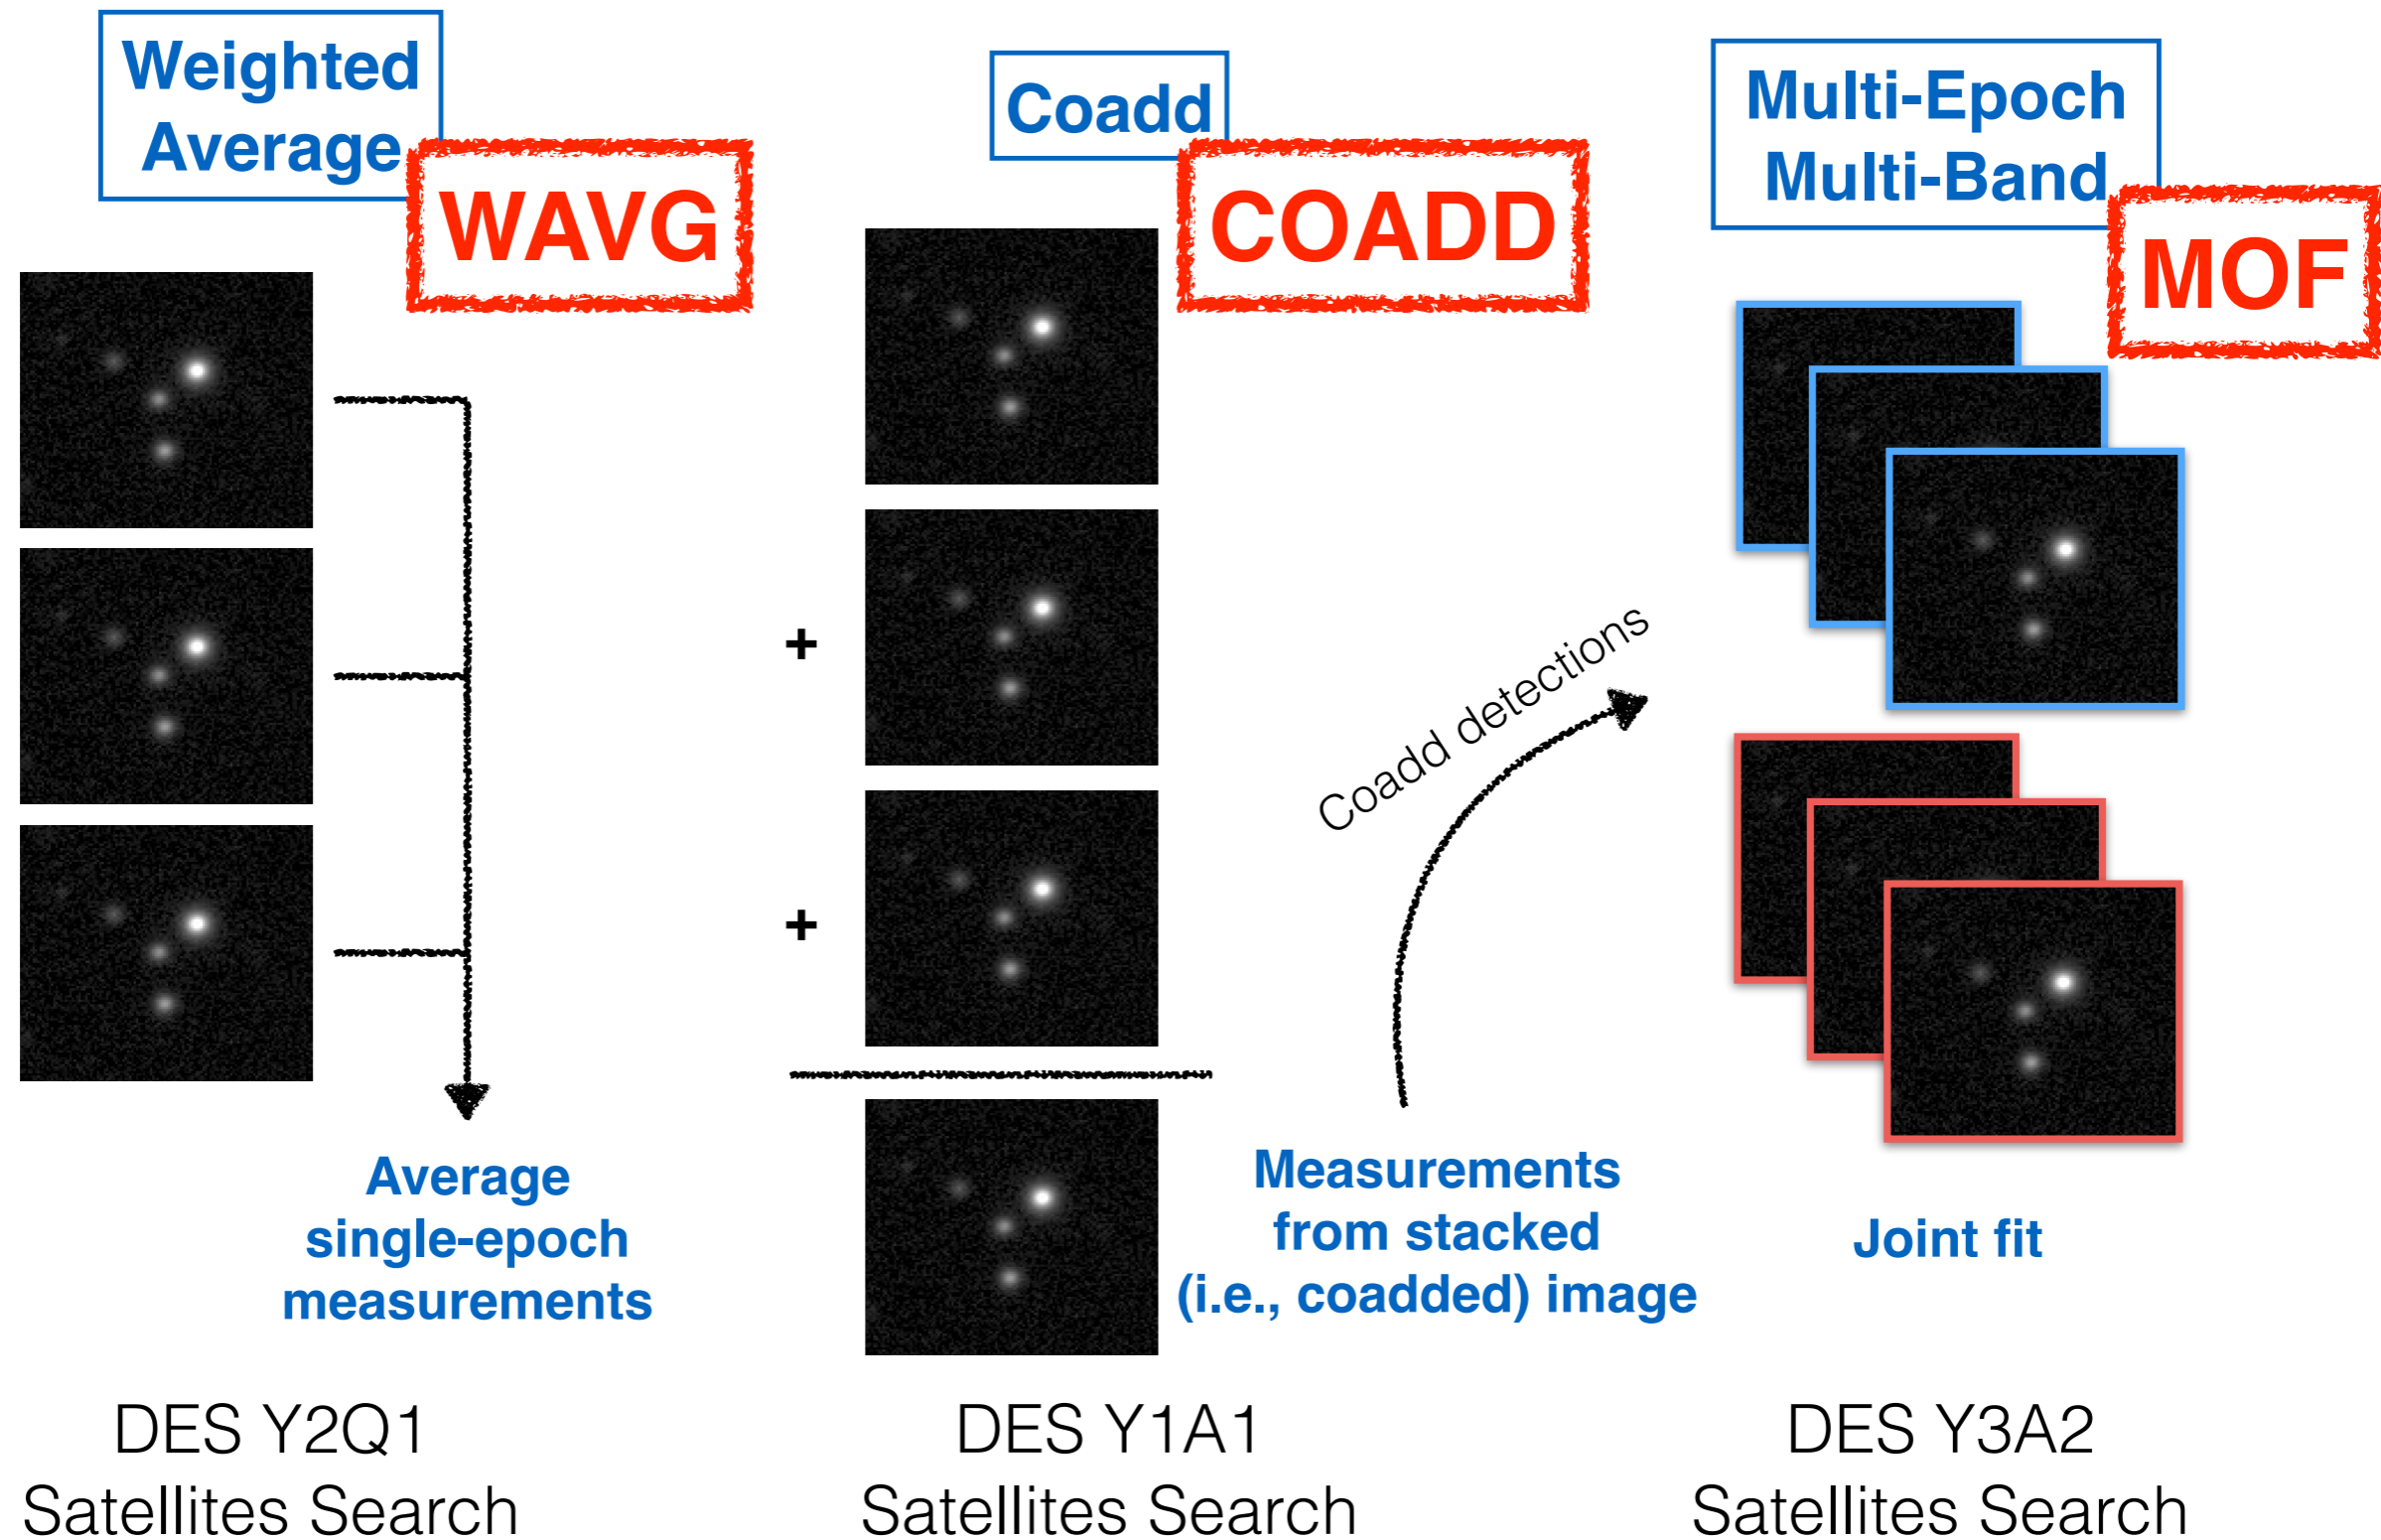 Weighted
Average
WAVG
Average
single-epoch
measurements
DES Y2Q1
Satellites Search
Coadd
COADD
+
+
Measurements
from stacked
(i.e., coadded) image
DES Y1A1
Satellites Search
Coadd detections
Multi-Epoch
Multi-Band
MOF
Joint fit
DES Y3A2
Satellites Search